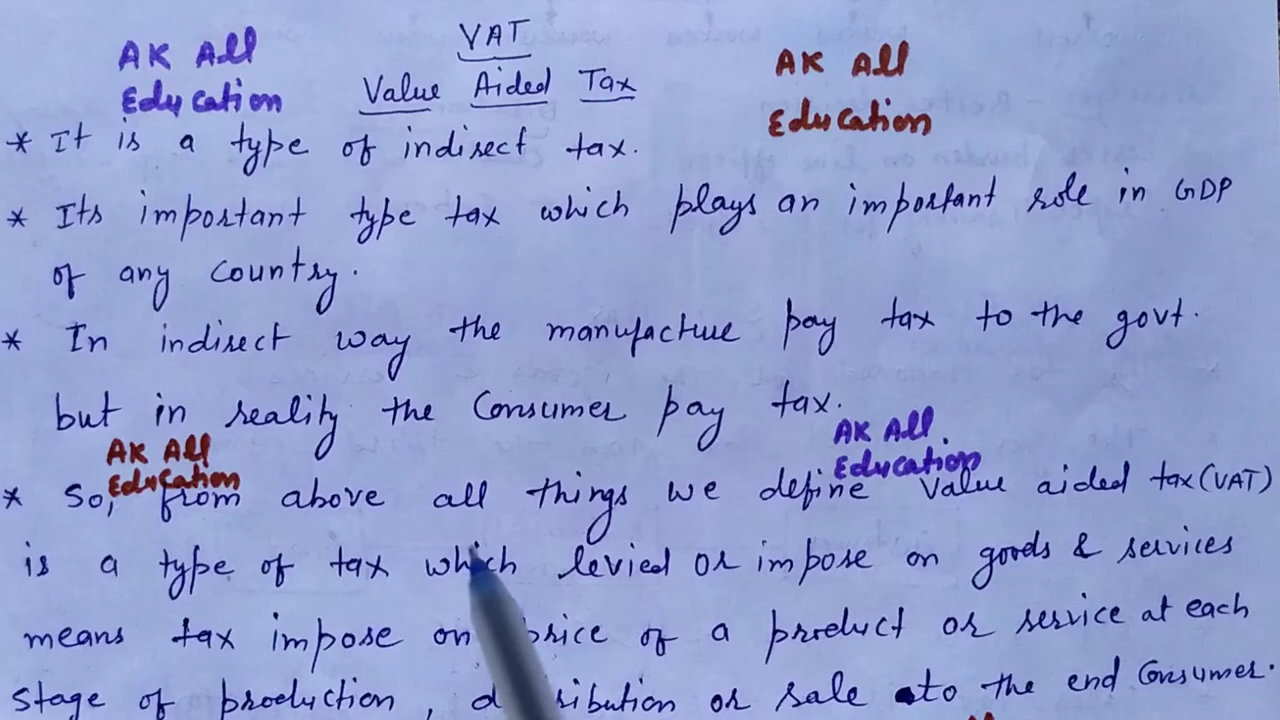 VAT
AK All
Education
AK All
Education
Value Aided Tax
* It is a type of indirect tax.
* Its important type tax which plays an important role in GDP
of any country.
* In indirect way the manufacture pay tax to the govt.
but in reality the Consumer pay tax.
AK All
Education
AK All
Education
* So, from above all things we define Value aided tax (VAT)
is a type of tax which levied or impose on goods & services
means tax impose on price of a product or service at each
stage of production, distribution or sale to the end Consumer.